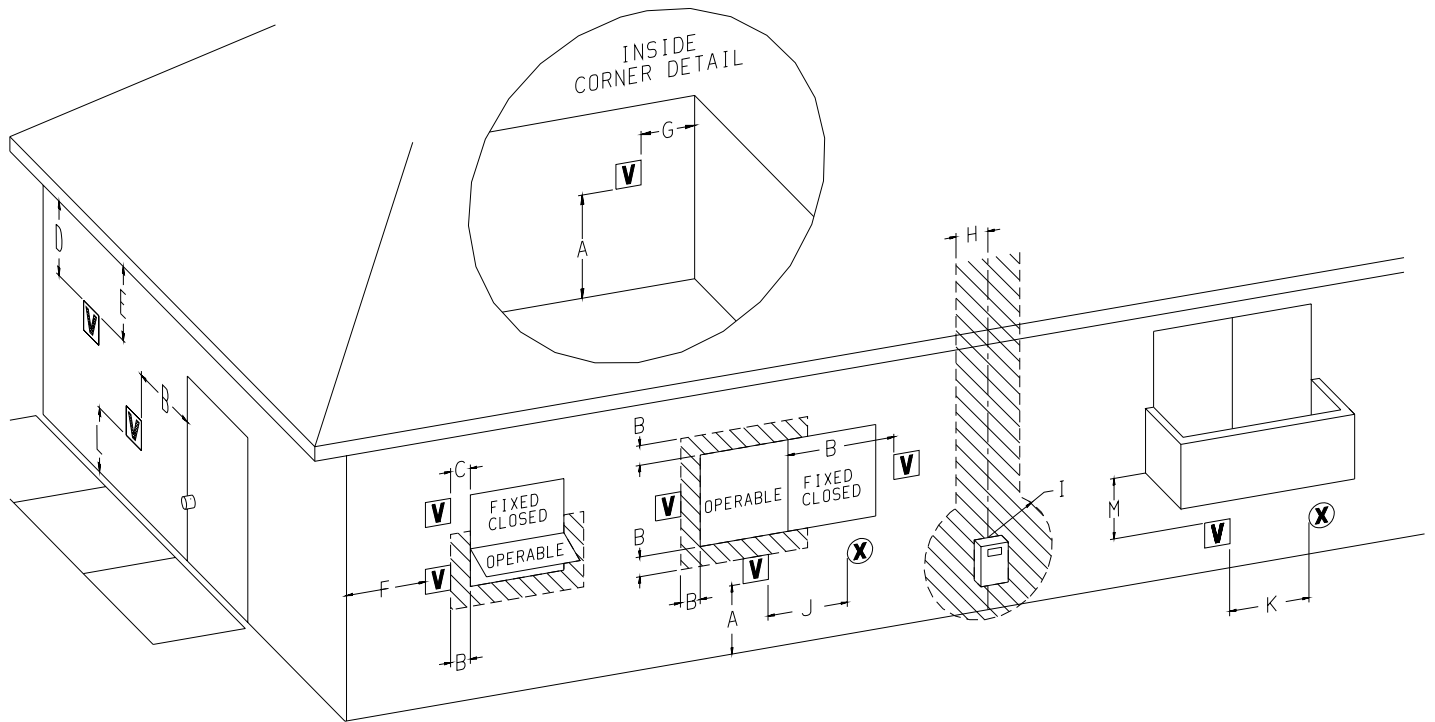 INSIDE
CORNER DETAIL
G
V
A
H
D
E
V
B
V
L
C
V
FIXED
CLOSED
OPERABLE
F
V
B
B
B
V
OPERABLE
FIXED
CLOSED
V
B
V
X
B
J
A
I
M
V
X
K